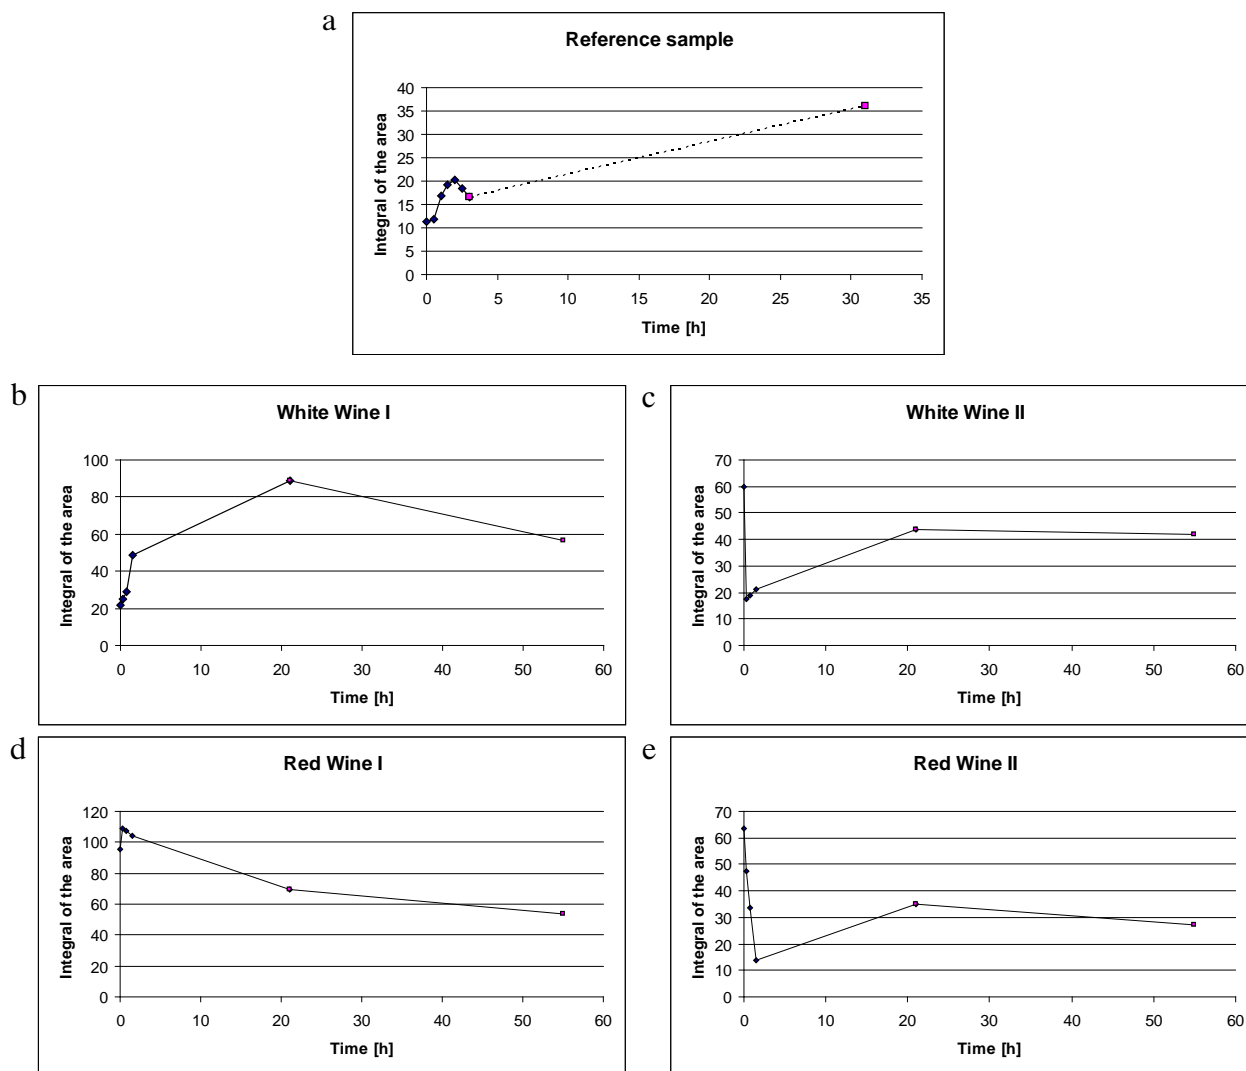 a
Reference sample
Integral of the area
40
35
30
25
20
15
10
5
0
0 5 10 15 20 25 30 35
Time [h]
b
White Wine I
Integral of the area
100
80
60
40
20
0
0 10 20 30 40 50 60
Time [h]
c
White Wine II
Integral of the area
70
60
50
40
30
20
10
0
0 10 20 30 40 50 60
Time [h]
d
Red Wine I
Integral of the area
120
100
80
60
40
20
0
0 10 20 30 40 50 60
Time [h]
e
Red Wine II
Integral of the area
70
60
50
40
30
20
10
0
0 10 20 30 40 50 60
Time [h]